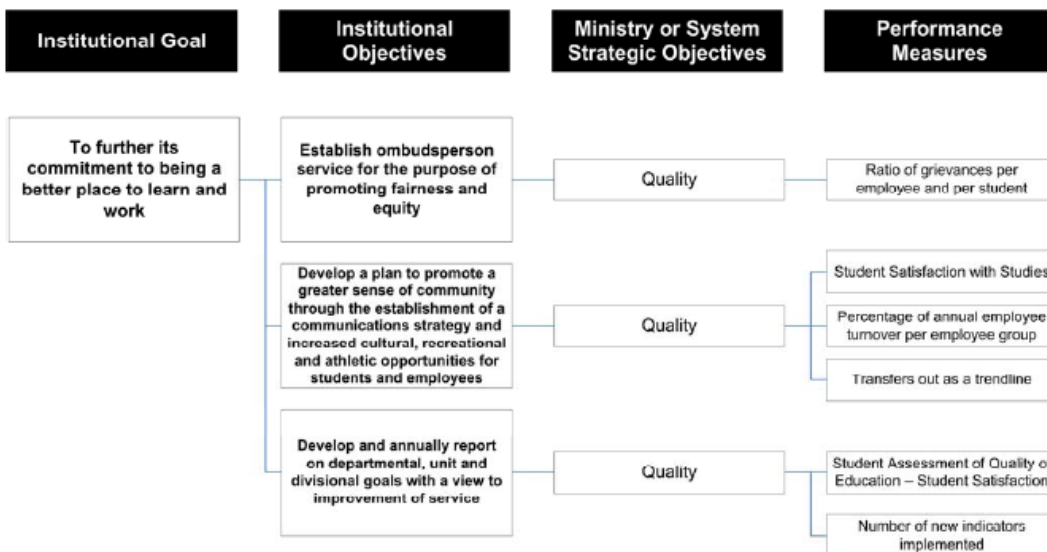 Institutional Goal
Institutional
Objectives
Ministry or System
Strategic Objectives
Performance
Measures
To further its
commitment to being a
better place to learn and
work
Establish ombudsperson
service for the purpose of
promoting fairness and
equity
Quality
Ratio of grievances per
employee and per student
Develop a plan to promote a
greater sense of community
through the establishment of a
communications strategy and
increased cultural, recreational
and athletic opportunities for
students and employees
Quality
Student Satisfaction with Studies
Percentage of annual employee
turnover per employee group
Transfers out as a trendline
Develop and annually report
on departmental, unit and
divisional goals with a view to
improvement of service
Quality
Student Assessment of Quality of
Education – Student Satisfaction
Number of new indicators
implemented